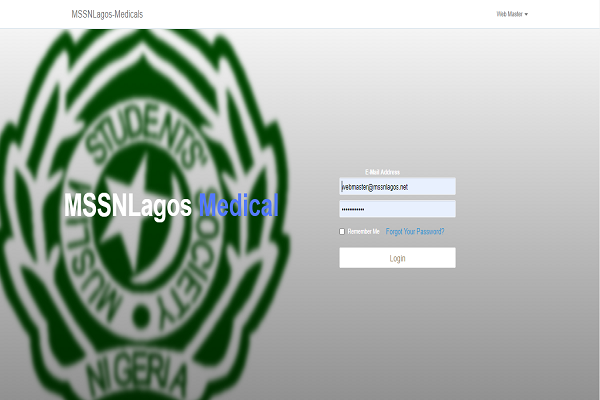 MSSNLagos-Medicals
Web Master
STUDENTS' SOCIETY
MUSLIM
NIGERIA
MSSNLagos Medical
E-Mail Address
webmaster@mssnlagos.net
Remember Me
Forgot Your Password?
Login